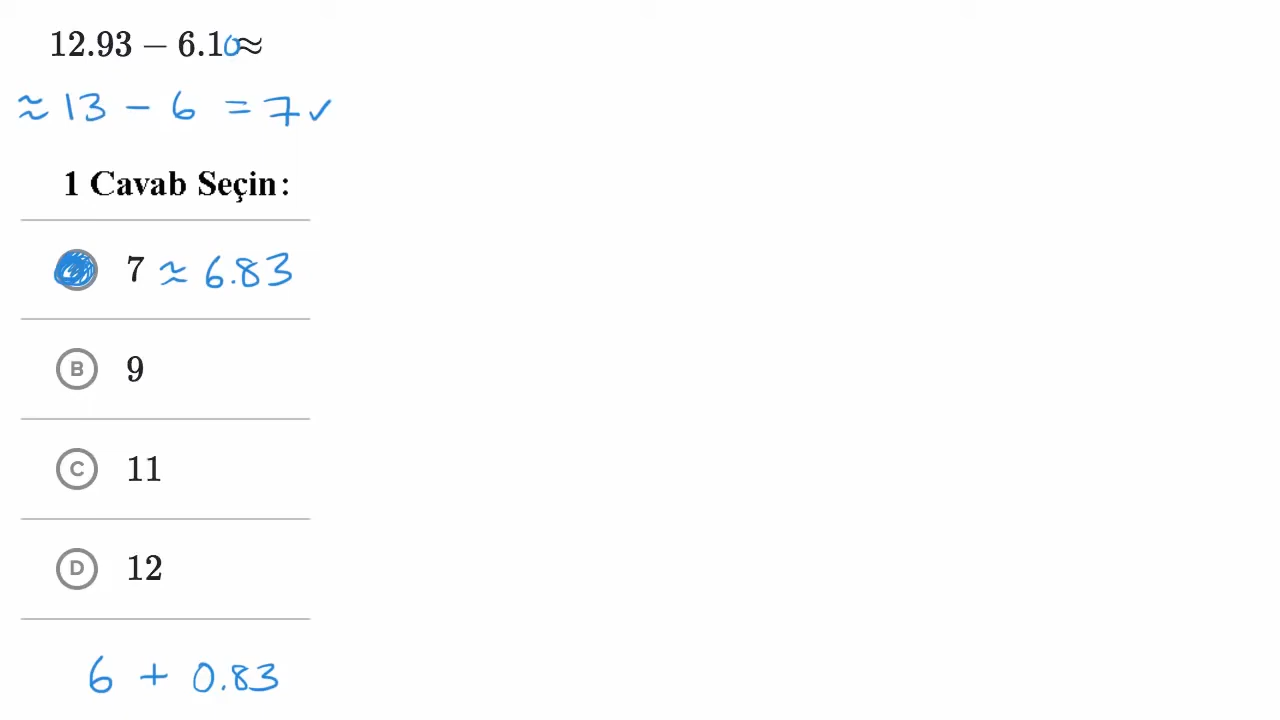 12.93 − 6.10≈
≈ 13 − 6 = 7 ✓
1 Cavab Seçin:
7 ≈ 6.83
B 9
C 11
D 12
6 + 0.83